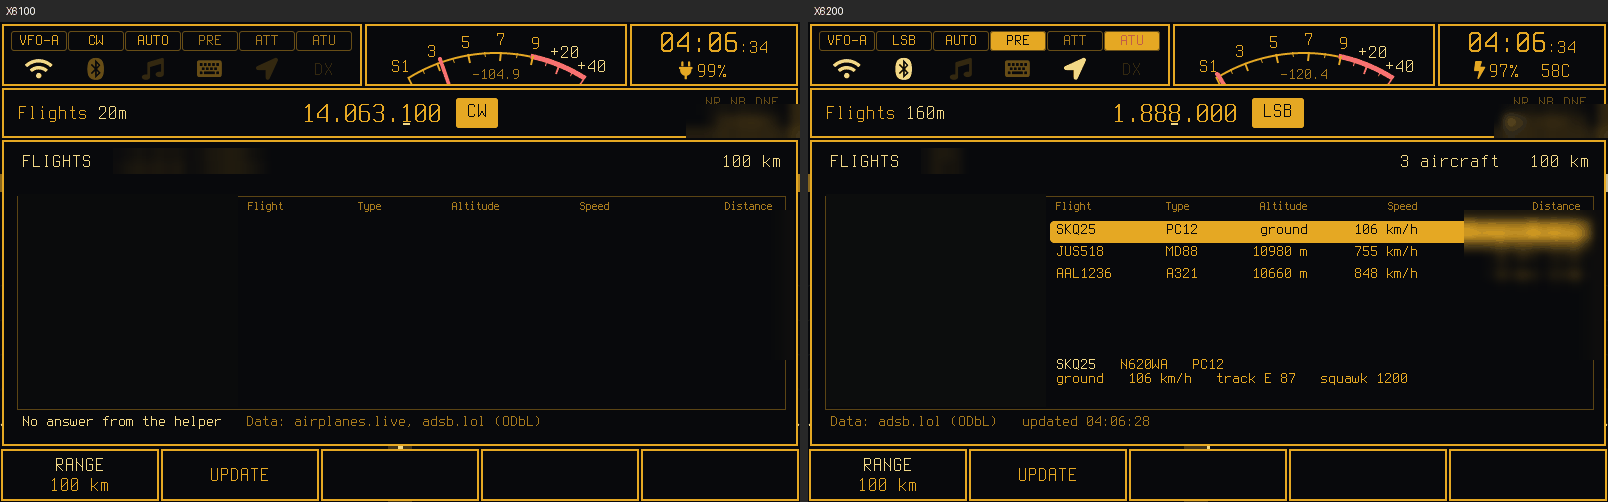 X6100
VFO-A CW AUTO PRE ATT ATU
DX
S1 3 5 7 9 +20 +40
-104.9
04:06:34
99%
Flights 20m 14.063.100 CW
NR NB DNF
FLIGHTS 100 km
Flight Type Altitude Speed Distance
No answer from the helper Data: airplanes.live, adsb.lol (ODbL)
RANGE
100 km
UPDATE
X6200
VFO-A LSB AUTO PRE ATT ATU
DX
S1 3 5 7 9 +20 +40
-120.4
04:06:34
97% 58C
Flights 160m 1.888.000 LSB
NR NB DNF
FLIGHTS 3 aircraft 100 km
Flight Type Altitude Speed Distance
SKQ25 PC12 ground 106 km/h
JUS518 MD88 10980 m 755 km/h
AAL1236 A321 10660 m 848 km/h
SKQ25 N620WA PC12
ground 106 km/h track E 87 squawk 1200
Data: adsb.lol (ODbL) updated 04:06:28
RANGE
100 km
UPDATE